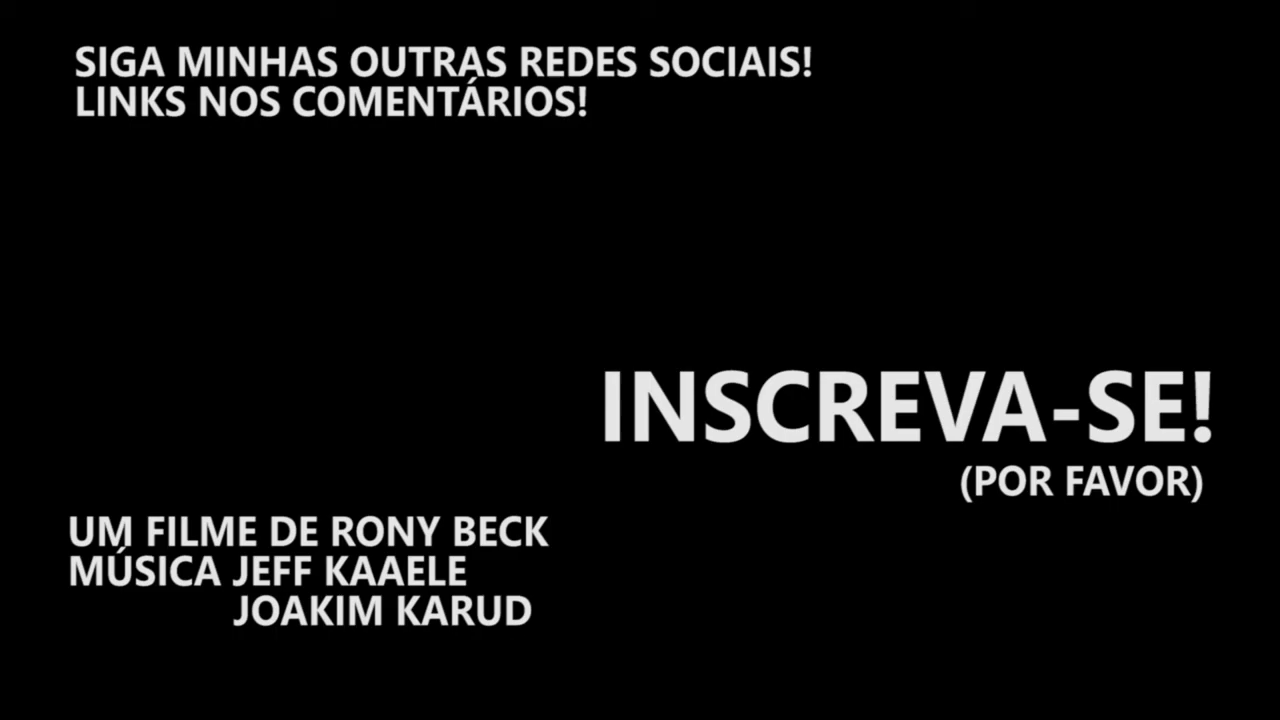 SIGA MINHAS OUTRAS REDES SOCIAIS!
LINKS NOS COMENTÁRIOS!
INSCREVA-SE!
(POR FAVOR)
UM FILME DE RONY BECK
MÚSICA JEFF KAAELE
JOAKIM KARUD